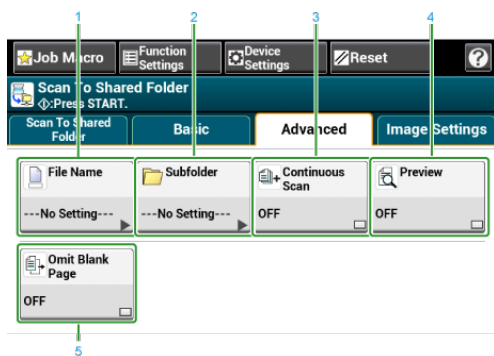 1 2 3 4
Job Macro
Function
Settings
Device
Settings
Reset
?
Scan To Shared Folder
:Press START.
Scan To Shared
Folder
Basic
Advanced
Image Settings
File Name
---No Setting---
Subfolder
---No Setting---
Continuous
Scan
OFF
Preview
OFF
Omit Blank
Page
OFF
5